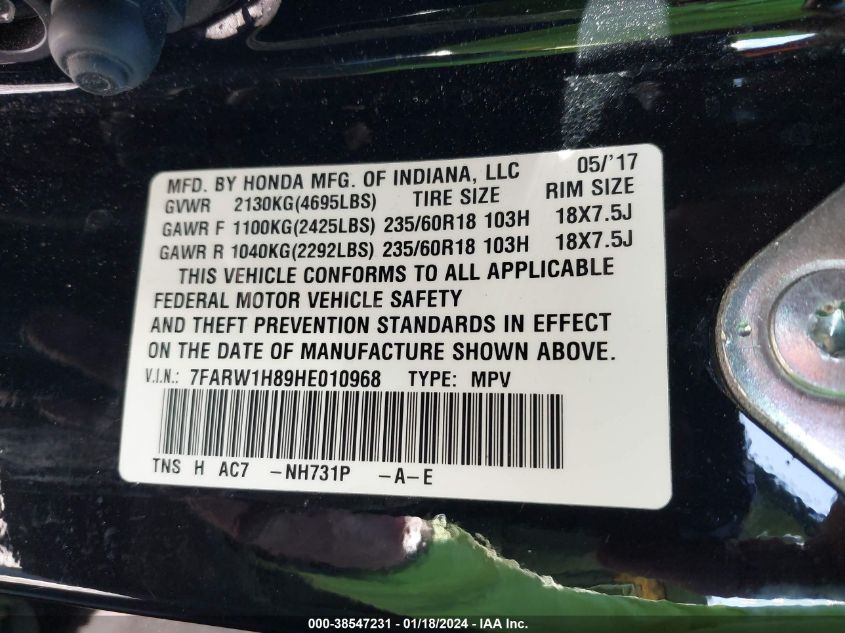 MFD. BY HONDA MFG. OF INDIANA, LLC 05/'17
GVWR 2130KG(4695LBS) TIRE SIZE RIM SIZE
GAWR F 1100KG(2425LBS) 235/60R18 103H 18X7.5J
GAWR R 1040KG(2292LBS) 235/60R18 103H 18X7.5J
THIS VEHICLE CONFORMS TO ALL APPLICABLE
FEDERAL MOTOR VEHICLE SAFETY
AND THEFT PREVENTION STANDARDS IN EFFECT
ON THE DATE OF MANUFACTURE SHOWN ABOVE.
V.I.N.: 7FARW1H89HE010968 TYPE: MPV
TNS H AC7 -NH731P -A-E
000-38547231 - 01/18/2024 - IAA Inc.